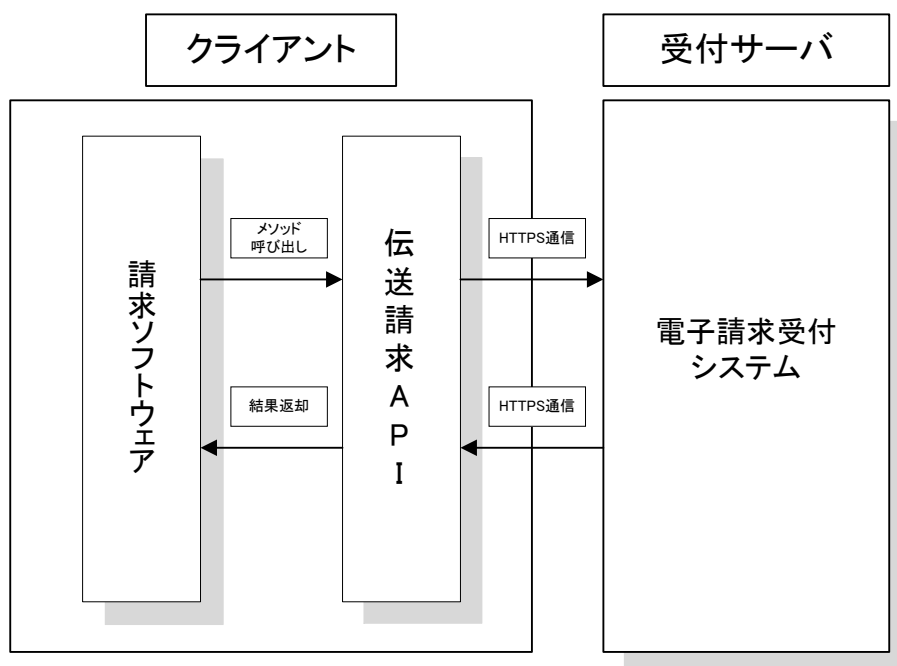 クライアント
受付サーバ
請求ソフトウェア
メソッド
呼び出し
結果返却
伝送請求API
HTTPS通信
HTTPS通信
電子請求受付
システム